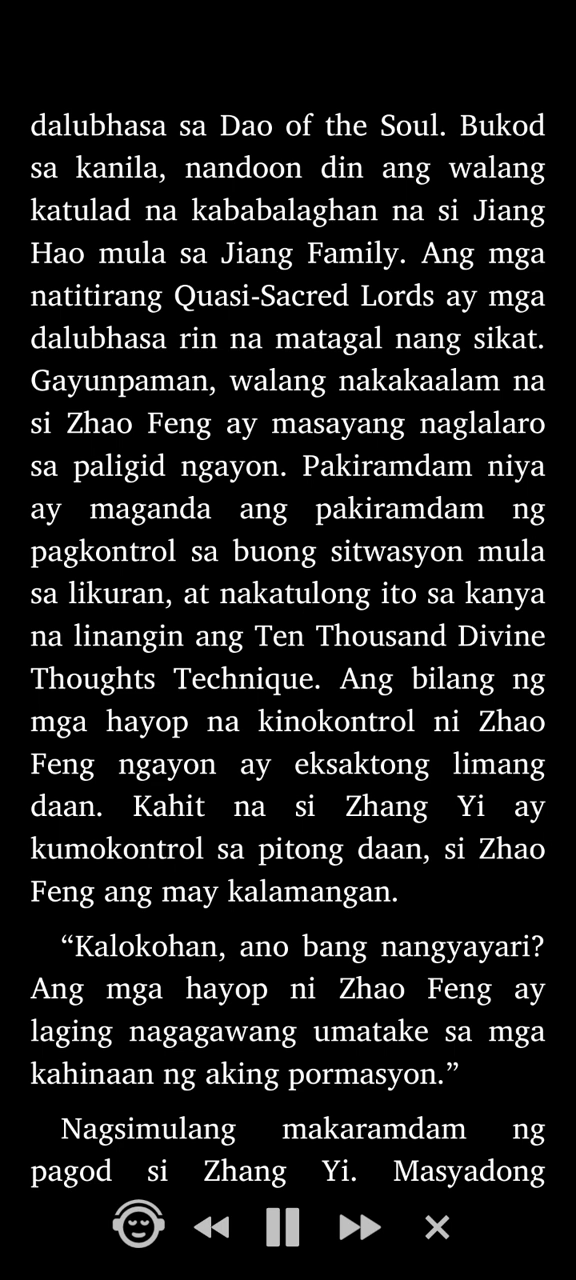 dalubhasa sa Dao of the Soul. Bukod
sa kanila, nandoon din ang walang
katulad na kababalaghan na si Jiang
Hao mula sa Jiang Family. Ang mga
natitirang Quasi-Sacred Lords ay mga
dalubhasa rin na matagal nang sikat.
Gayunpaman, walang nakakaalam na
si Zhao Feng ay masayang naglalaro
sa paligid ngayon. Pakiramdam niya
ay maganda ang pakiramdam ng
pagkontrol sa buong sitwasyon mula
sa likuran, at nakatulong ito sa kanya
na linangin ang Ten Thousand Divine
Thoughts Technique. Ang bilang ng
mga hayop na kinokontrol ni Zhao
Feng ngayon ay eksaktong limang
daan. Kahit na si Zhang Yi ay
kumokontrol sa pitong daan, si Zhao
Feng ang may kalamangan.
“Kalokohan, ano bang nangyayari?
Ang mga hayop ni Zhao Feng ay
laging nagagawang umatake sa mga
kahinaan ng aking pormasyon.”
Nagsimulang makaramdam ng
pagod si Zhang Yi. Masyadong